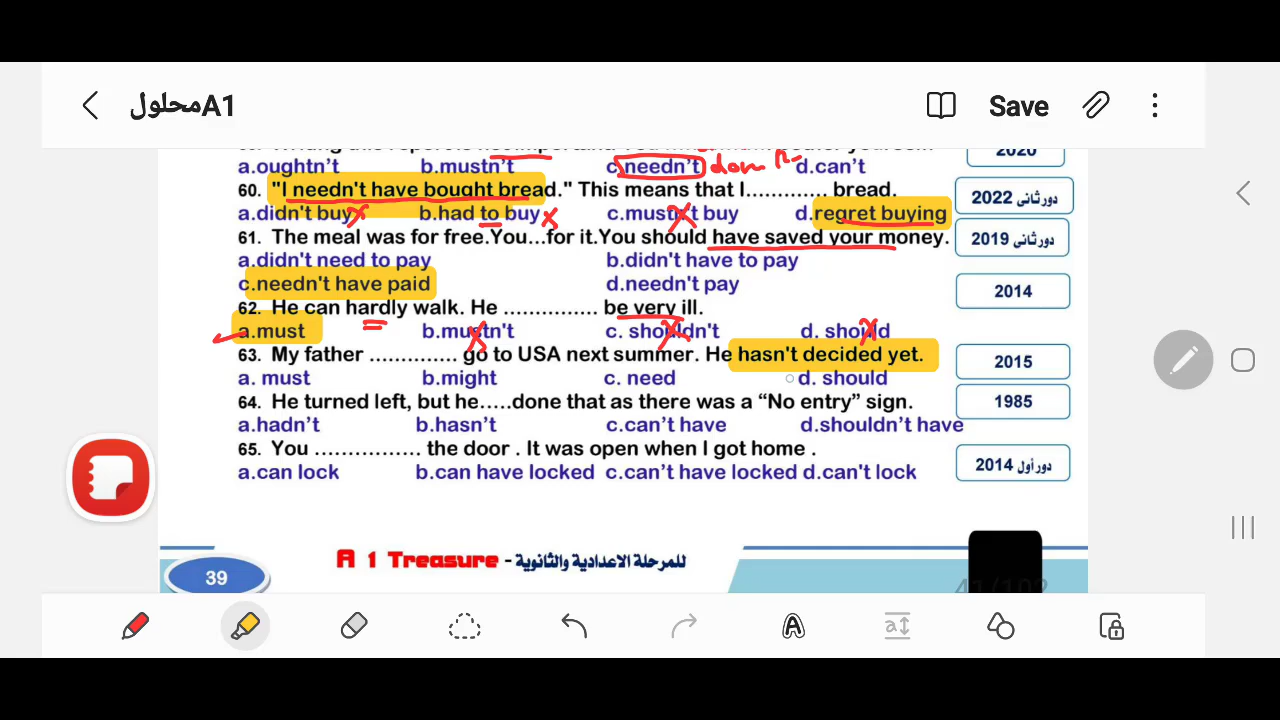 محلول A1
Save
2020
a.oughtn't b.mustn't c.needn't d.can't
60. "I needn't have bought bread." This means that I............. bread. دور ثانى 2022
a.didn't buy b.had to buy c.mustn't buy d.regret buying
61. The meal was for free.You...for it.You should have saved your money. دور ثانى 2019
a.didn't need to pay b.didn't have to pay
c.needn't have paid d.needn't pay
62. He can hardly walk. He ............... be very ill. 2014
a.must b.mustn't c. shouldn't d. should
63. My father .............. go to USA next summer. He hasn't decided yet. 2015
a. must b.might c. need d. should
64. He turned left, but he.....done that as there was a “No entry” sign. 1985
a.hadn't b.hasn't c.can't have d.shouldn't have
65. You ................. the door . It was open when I got home . دور أول 2014
a.can lock b.can have locked c.can't have locked d.can't lock
39 A 1 Treasure - للمرحلة الاعدادية والثانوية
41/102